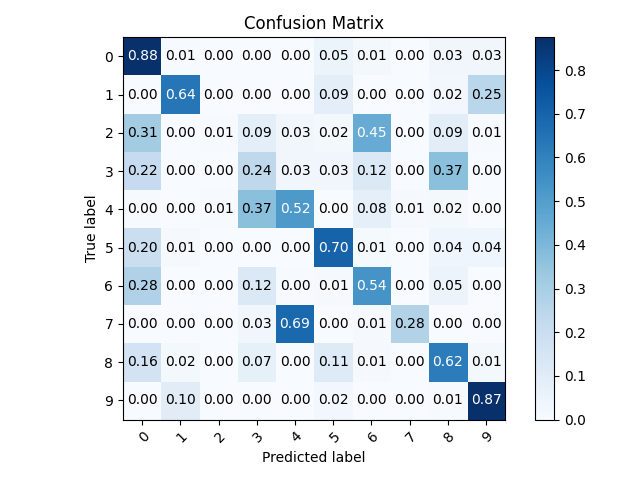 Confusion Matrix
True label
0 0.88 0.01 0.00 0.00 0.00 0.05 0.01 0.00 0.03 0.03
1 0.00 0.64 0.00 0.00 0.00 0.09 0.00 0.00 0.02 0.25
2 0.31 0.00 0.01 0.09 0.03 0.02 0.45 0.00 0.09 0.01
3 0.22 0.00 0.00 0.24 0.03 0.03 0.12 0.00 0.37 0.00
4 0.00 0.00 0.01 0.37 0.52 0.00 0.08 0.01 0.02 0.00
5 0.20 0.01 0.00 0.00 0.00 0.70 0.01 0.00 0.04 0.04
6 0.28 0.00 0.00 0.12 0.00 0.01 0.54 0.00 0.05 0.00
7 0.00 0.00 0.00 0.03 0.69 0.00 0.01 0.28 0.00 0.00
8 0.16 0.02 0.00 0.07 0.00 0.11 0.01 0.00 0.62 0.01
9 0.00 0.10 0.00 0.00 0.00 0.02 0.00 0.00 0.01 0.87
0 1 2 3 4 5 6 7 8 9
Predicted label
0.8
0.7
0.6
0.5
0.4
0.3
0.2
0.1
0.0